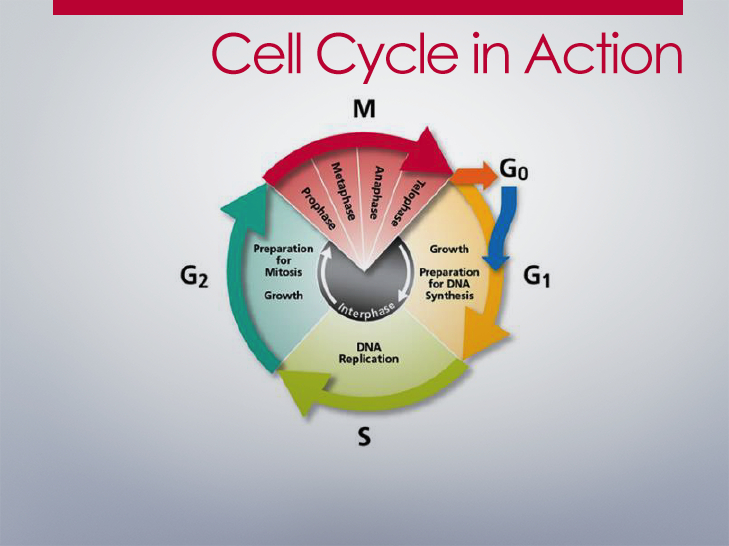 Cell Cycle in Action
M
Prophase
Metaphase
Anaphase
Telophase
G₀
G₂
Preparation
for
Mitosis
Growth
Growth
Preparation
for DNA
Synthesis
G₁
Interphase
DNA
Replication
S